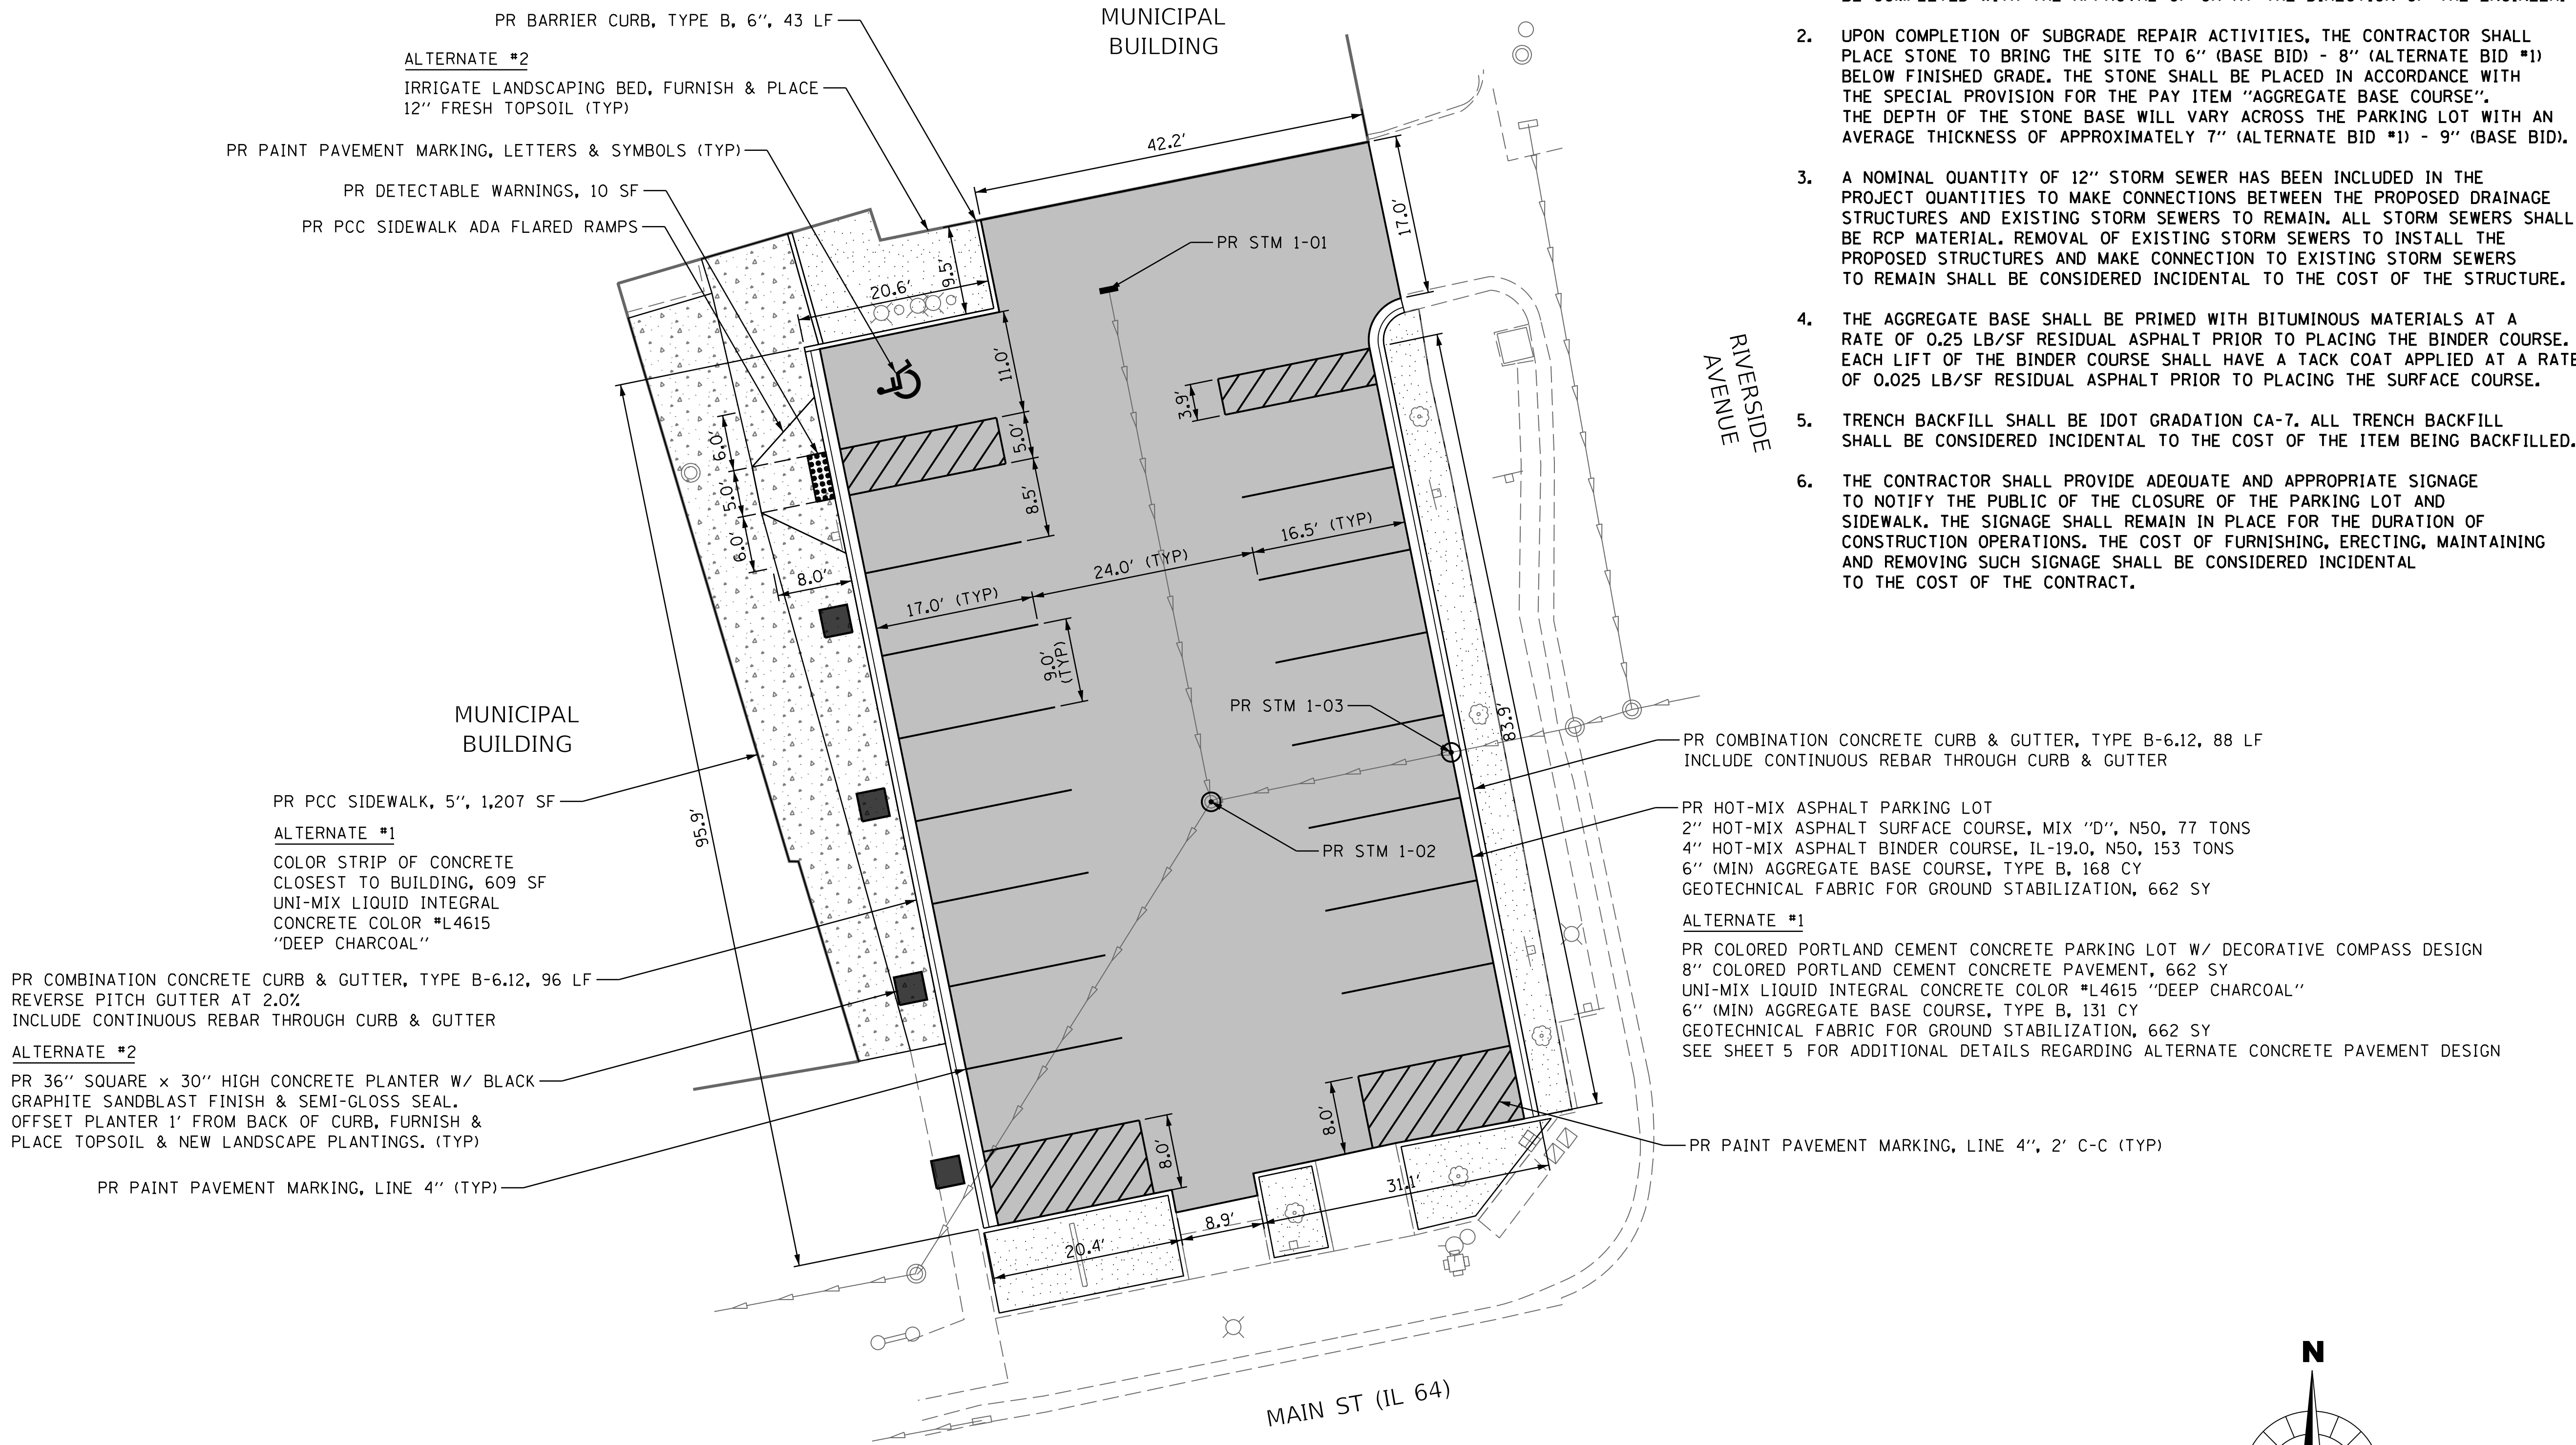 PR BARRIER CURB, TYPE B, 6", 43 LF
ALTERNATE #2
IRRIGATE LANDSCAPING BED, FURNISH & PLACE
12" FRESH TOPSOIL (TYP)
PR PAINT PAVEMENT MARKING, LETTERS & SYMBOLS (TYP)
PR DETECTABLE WARNINGS, 10 SF
PR PCC SIDEWALK ADA FLARED RAMPS
MUNICIPAL
BUILDING
42.2'
17.0'
PR STM 1-01
9.5'
20.6'
11.0'
3.9'
5.0'
8.5'
6.0'
5.0'
6.0'
8.0'
16.5' (TYP)
24.0' (TYP)
17.0' (TYP)
9.0'
(TYP)
RIVERSIDE
AVENUE
PR STM 1-03
83.9'
PR STM 1-02
95.9'
8.0'
8.0'
31.1'
8.9'
20.4'
MAIN ST (IL 64)
MUNICIPAL
BUILDING
PR PCC SIDEWALK, 5", 1,207 SF
ALTERNATE #1
COLOR STRIP OF CONCRETE
CLOSEST TO BUILDING, 609 SF
UNI-MIX LIQUID INTEGRAL
CONCRETE COLOR #L4615
"DEEP CHARCOAL"
PR COMBINATION CONCRETE CURB & GUTTER, TYPE B-6.12, 96 LF
REVERSE PITCH GUTTER AT 2.0%
INCLUDE CONTINUOUS REBAR THROUGH CURB & GUTTER
ALTERNATE #2
PR 36" SQUARE x 30" HIGH CONCRETE PLANTER W/ BLACK
GRAPHITE SANDBLAST FINISH & SEMI-GLOSS SEAL.
OFFSET PLANTER 1' FROM BACK OF CURB, FURNISH &
PLACE TOPSOIL & NEW LANDSCAPE PLANTINGS. (TYP)
PR PAINT PAVEMENT MARKING, LINE 4" (TYP)
2. UPON COMPLETION OF SUBGRADE REPAIR ACTIVITIES, THE CONTRACTOR SHALL
PLACE STONE TO BRING THE SITE TO 6" (BASE BID) - 8" (ALTERNATE BID #1)
BELOW FINISHED GRADE. THE STONE SHALL BE PLACED IN ACCORDANCE WITH
THE SPECIAL PROVISION FOR THE PAY ITEM "AGGREGATE BASE COURSE".
THE DEPTH OF THE STONE BASE WILL VARY ACROSS THE PARKING LOT WITH AN
AVERAGE THICKNESS OF APPROXIMATELY 7" (ALTERNATE BID #1) - 9" (BASE BID).
3. A NOMINAL QUANTITY OF 12" STORM SEWER HAS BEEN INCLUDED IN THE
PROJECT QUANTITIES TO MAKE CONNECTIONS BETWEEN THE PROPOSED DRAINAGE
STRUCTURES AND EXISTING STORM SEWERS TO REMAIN. ALL STORM SEWERS SHALL
BE RCP MATERIAL. REMOVAL OF EXISTING STORM SEWERS TO INSTALL THE
PROPOSED STRUCTURES AND MAKE CONNECTION TO EXISTING STORM SEWERS
TO REMAIN SHALL BE CONSIDERED INCIDENTAL TO THE COST OF THE STRUCTURE.
4. THE AGGREGATE BASE SHALL BE PRIMED WITH BITUMINOUS MATERIALS AT A
RATE OF 0.25 LB/SF RESIDUAL ASPHALT PRIOR TO PLACING THE BINDER COURSE.
EACH LIFT OF THE BINDER COURSE SHALL HAVE A TACK COAT APPLIED AT A RATE
OF 0.025 LB/SF RESIDUAL ASPHALT PRIOR TO PLACING THE SURFACE COURSE.
5. TRENCH BACKFILL SHALL BE IDOT GRADATION CA-7. ALL TRENCH BACKFILL
SHALL BE CONSIDERED INCIDENTAL TO THE COST OF THE ITEM BEING BACKFILLED.
6. THE CONTRACTOR SHALL PROVIDE ADEQUATE AND APPROPRIATE SIGNAGE
TO NOTIFY THE PUBLIC OF THE CLOSURE OF THE PARKING LOT AND
SIDEWALK. THE SIGNAGE SHALL REMAIN IN PLACE FOR THE DURATION OF
CONSTRUCTION OPERATIONS. THE COST OF FURNISHING, ERECTING, MAINTAINING
AND REMOVING SUCH SIGNAGE SHALL BE CONSIDERED INCIDENTAL
TO THE COST OF THE CONTRACT.
PR COMBINATION CONCRETE CURB & GUTTER, TYPE B-6.12, 88 LF
INCLUDE CONTINUOUS REBAR THROUGH CURB & GUTTER
PR HOT-MIX ASPHALT PARKING LOT
2" HOT-MIX ASPHALT SURFACE COURSE, MIX "D", N50, 77 TONS
4" HOT-MIX ASPHALT BINDER COURSE, IL-19.0, N50, 153 TONS
6" (MIN) AGGREGATE BASE COURSE, TYPE B, 168 CY
GEOTECHNICAL FABRIC FOR GROUND STABILIZATION, 662 SY
ALTERNATE #1
PR COLORED PORTLAND CEMENT CONCRETE PARKING LOT W/ DECORATIVE COMPASS DESIGN
8" COLORED PORTLAND CEMENT CONCRETE PAVEMENT, 662 SY
UNI-MIX LIQUID INTEGRAL CONCRETE COLOR #L4615 "DEEP CHARCOAL"
6" (MIN) AGGREGATE BASE COURSE, TYPE B, 131 CY
GEOTECHNICAL FABRIC FOR GROUND STABILIZATION, 662 SY
SEE SHEET 5 FOR ADDITIONAL DETAILS REGARDING ALTERNATE CONCRETE PAVEMENT DESIGN
PR PAINT PAVEMENT MARKING, LINE 4", 2' C-C (TYP)
N